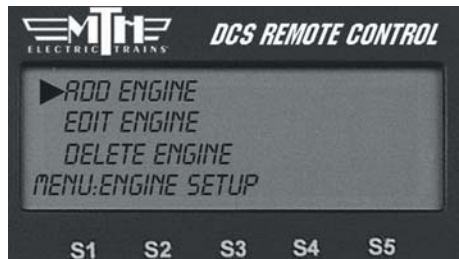 MTH
ELECTRIC TRAINS
DCS REMOTE CONTROL
ADD ENGINE
EDIT ENGINE
DELETE ENGINE
MENU:ENGINE SETUP
S1 S2 S3 S4 S5